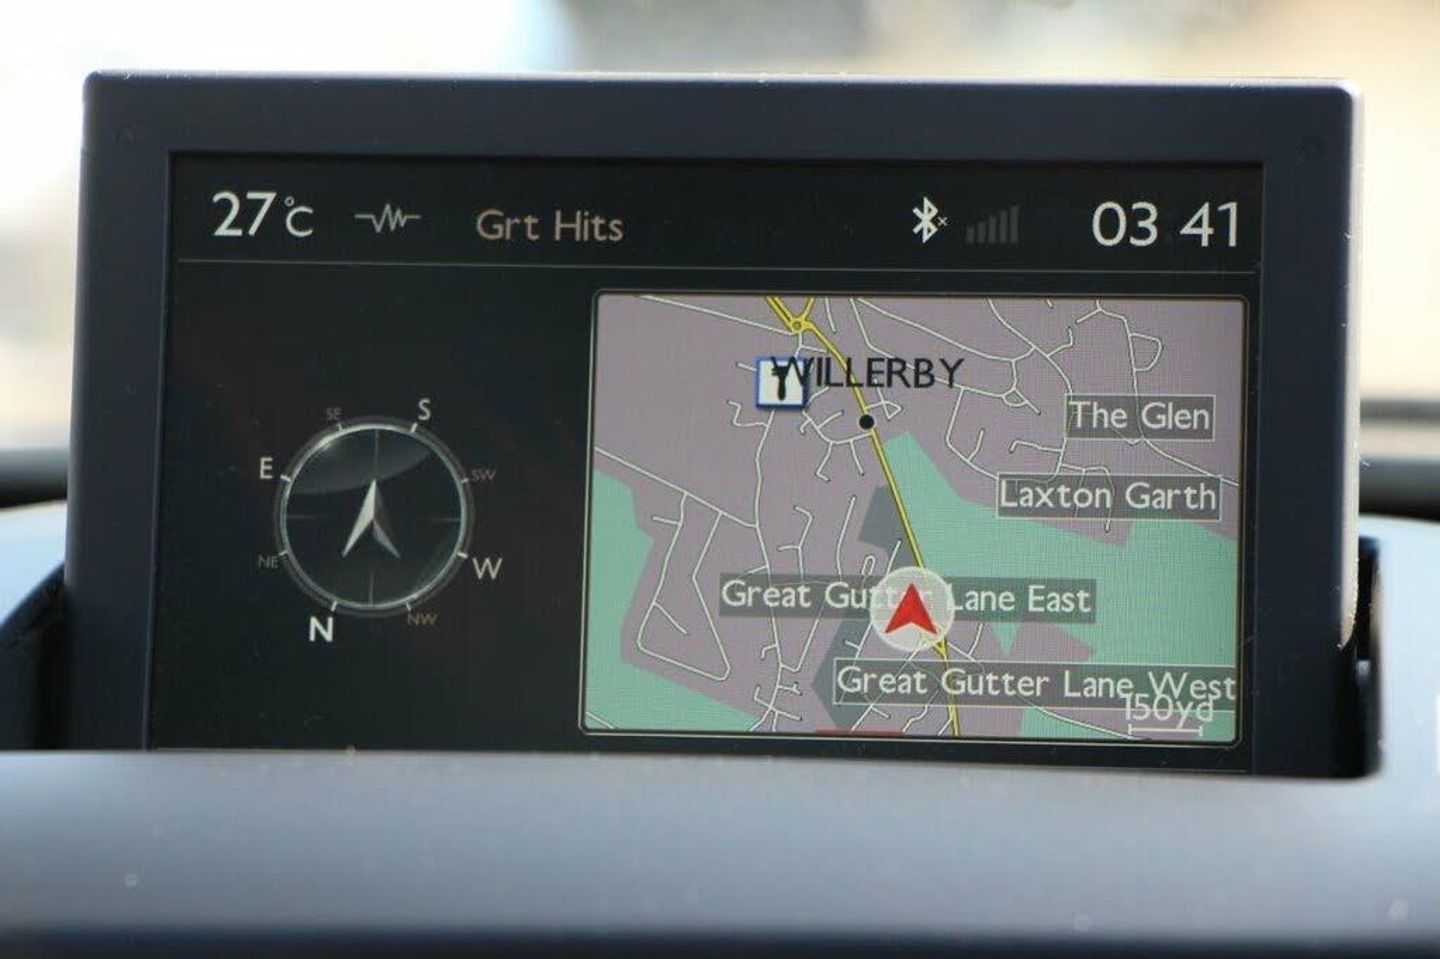 27°C Grt Hits 03 41
SE S
E SW
NE W
N NW
WILLERBY
The Glen
Laxton Garth
Great Gutter Lane East
Great Gutter Lane West
150yd